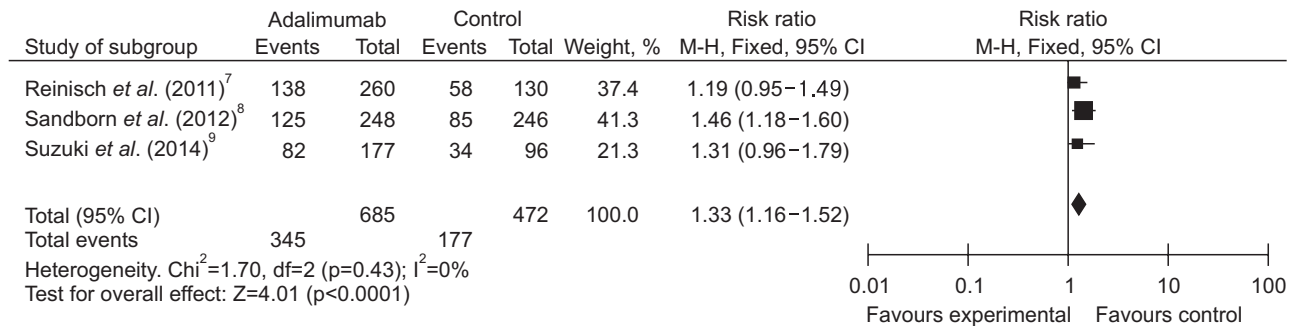 Adalimumab Control Risk ratio Risk ratio
Study of subgroup Events Total Events Total Weight, % M-H, Fixed, 95% CI M-H, Fixed, 95% CI
Reinisch et al. (2011)7 138 260 58 130 37.4 1.19 (0.95−1.49)
Sandborn et al. (2012)8 125 248 85 246 41.3 1.46 (1.18−1.60)
Suzuki et al. (2014)9 82 177 34 96 21.3 1.31 (0.96−1.79)
Total (95% CI) 685 472 100.0 1.33 (1.16−1.52)
Total events 345 177
Heterogeneity. Chi2=1.70, df=2 (p=0.43); I2=0%
Test for overall effect: Z=4.01 (p<0.0001)
0.01 0.1 1 10 100
Favours experimental Favours control